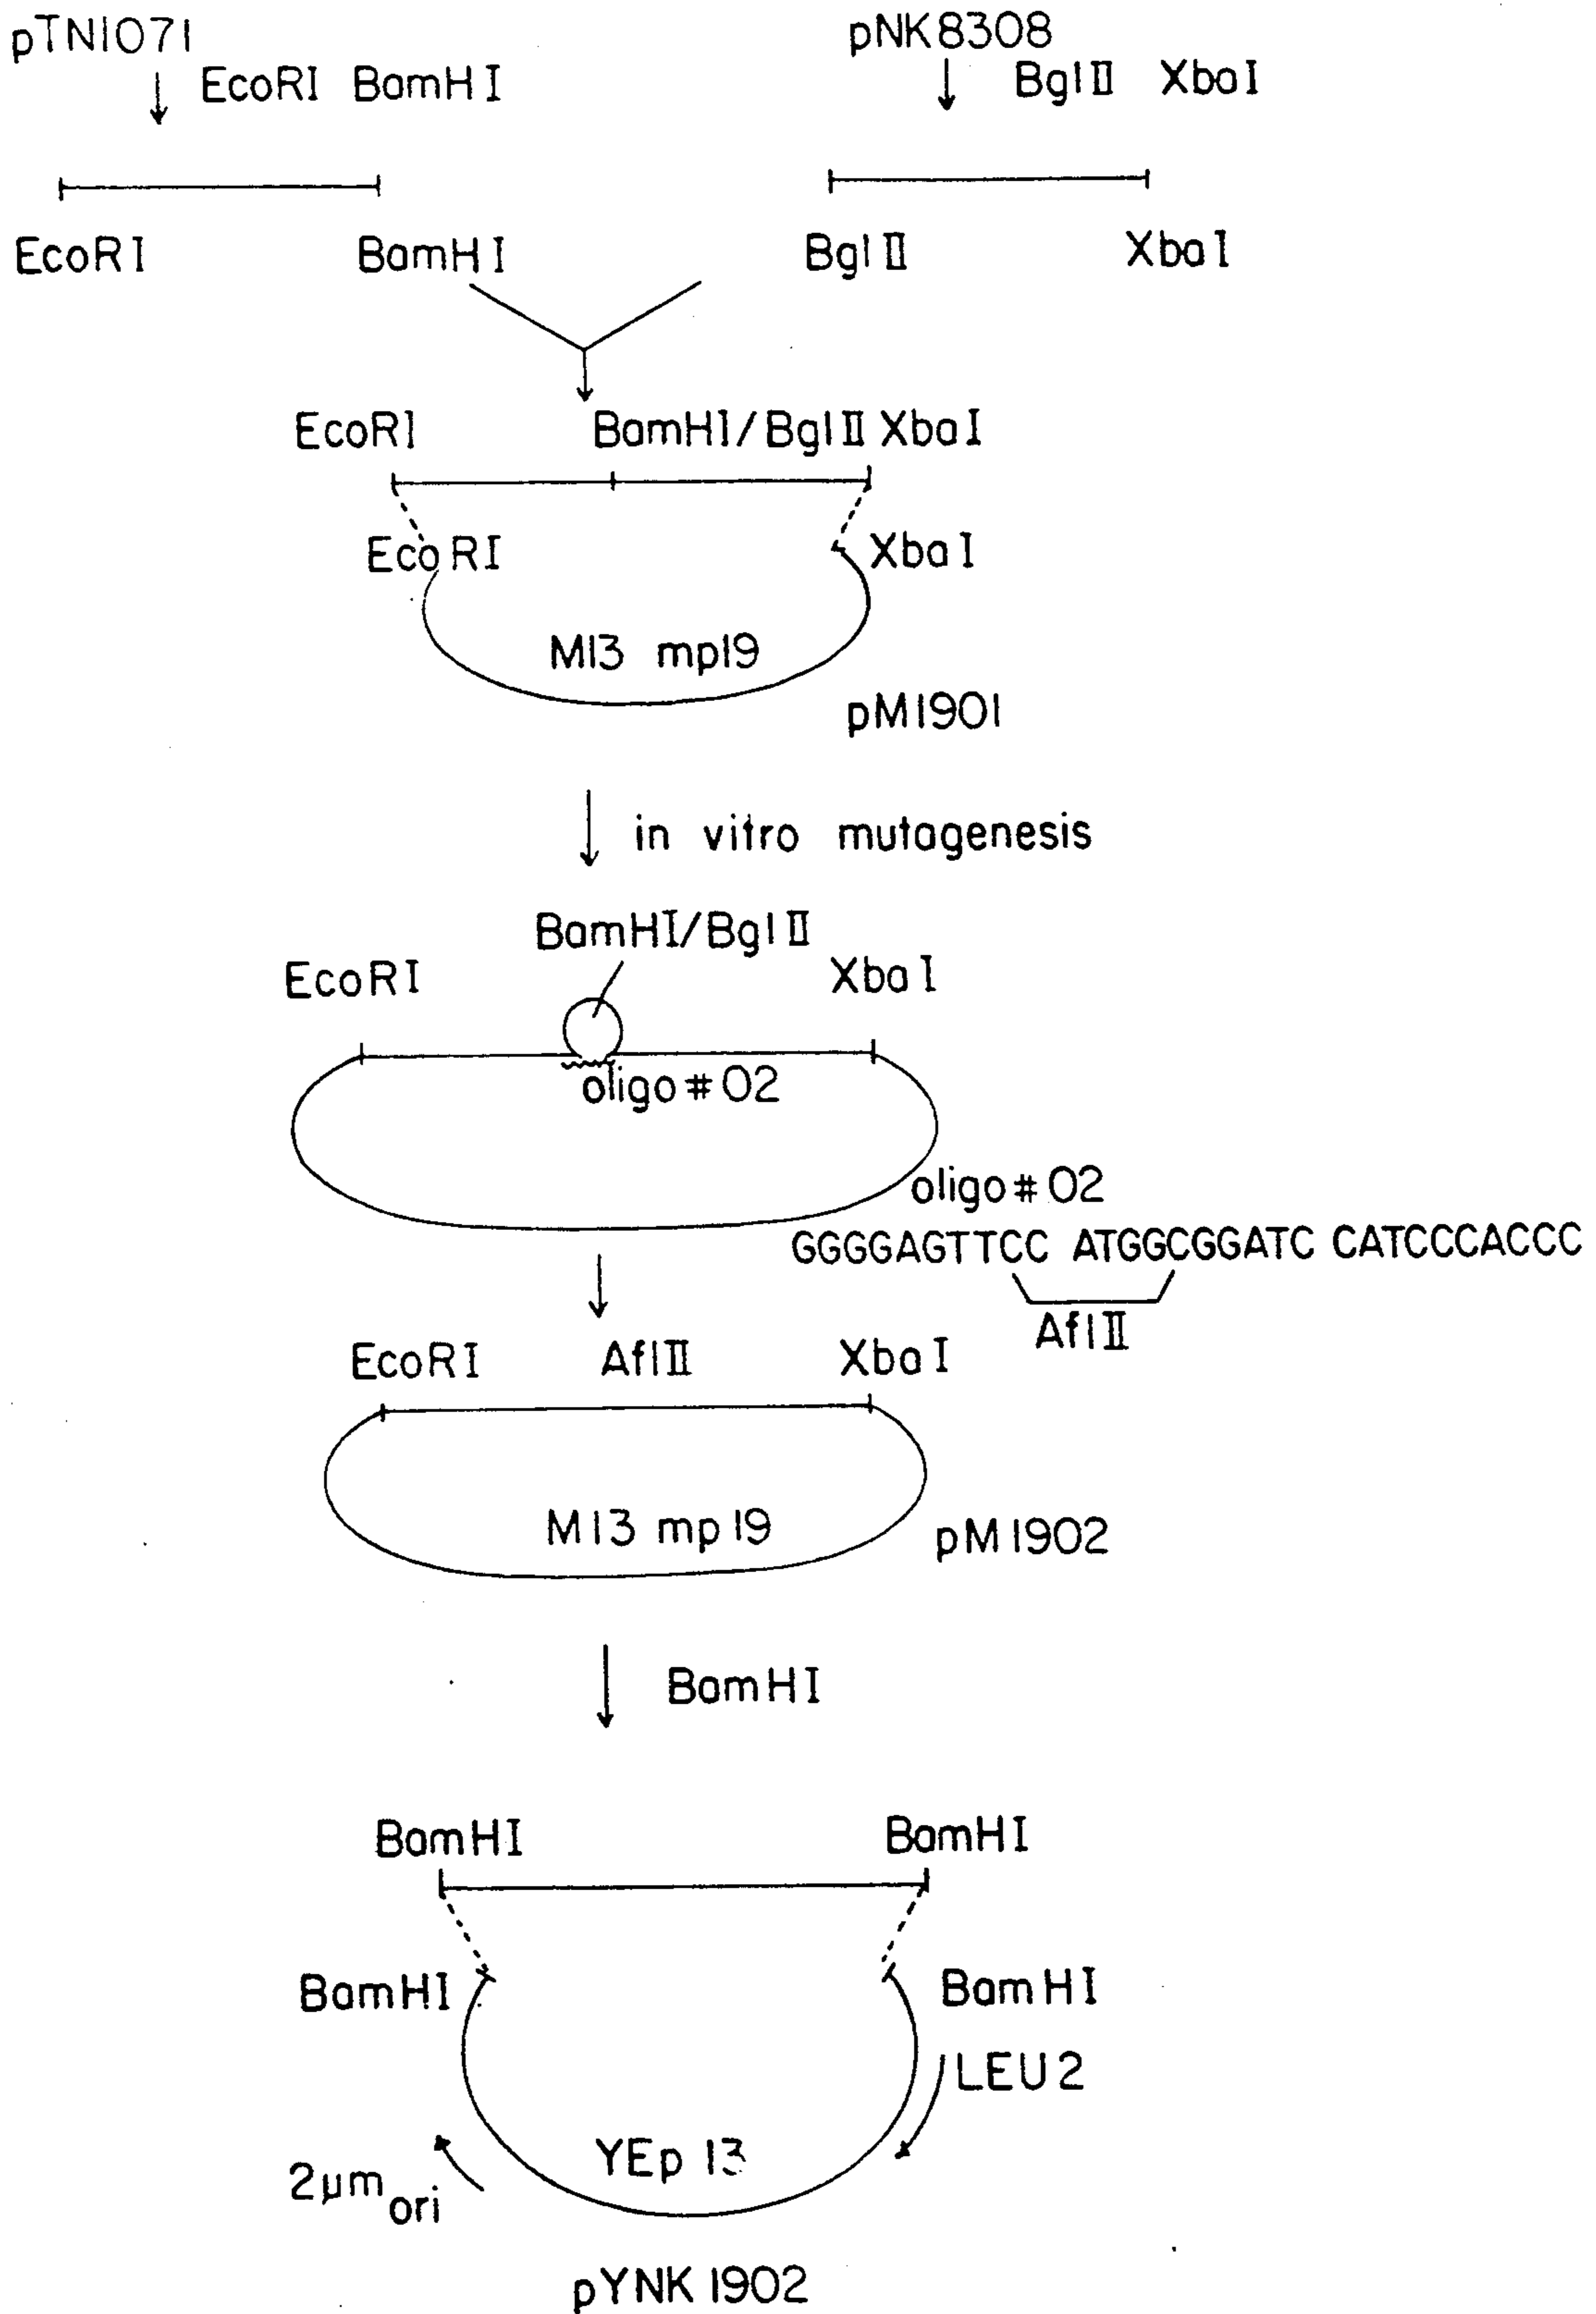 pTN1071
pNK8308
EcoRI BamHI
BglII XbaI
EcoRI
BamHI
BglII
XbaI
EcoRI
BamHI/BglII XbaI
EcoRI
XbaI
M13 mp19
pM1901
in vitro mutagenesis
BamHI/BglII
EcoRI
XbaI
oligo#02
oligo#02
GGGGAGTTCC ATGGCGGATC CATCCCACCC
AflII
EcoRI
AflII
XbaI
M13 mp19
pM1902
BamHI
BamHI
BamHI
BamHI
BamHI
LEU2
YEp 13
2μm ori
pYNK1902